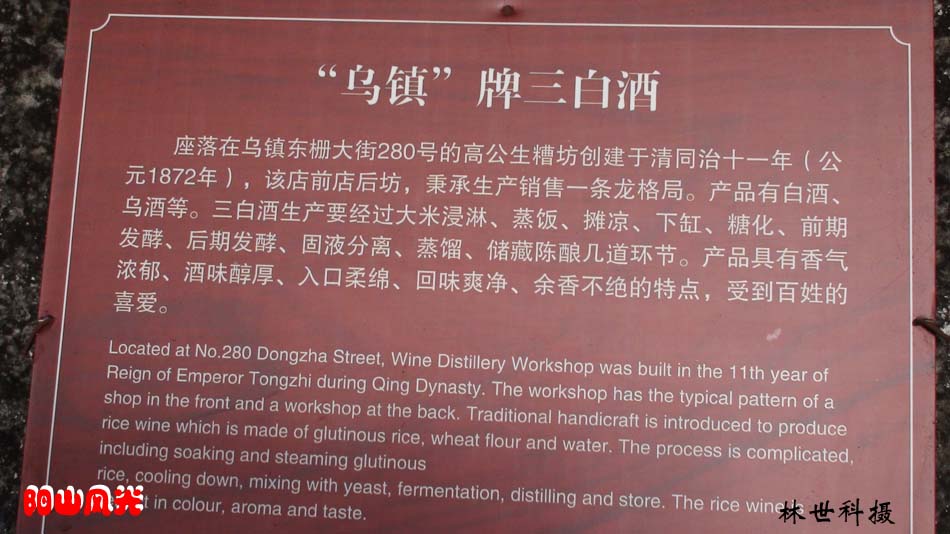 “乌镇”牌三白酒
座落在乌镇东栅大街280号的高公生糟坊创建于清同治十一年（公
元1872年），该店前店后坊，秉承生产销售一条龙格局。产品有白酒、
乌酒等。三白酒生产要经过大米浸淋、蒸饭、摊凉、下缸、糖化、前期
发酵、后期发酵、固液分离、蒸馏、储藏陈酿几道环节。产品具有香气
浓郁、酒味醇厚、入口柔绵、回味爽净、余香不绝的特点，受到百姓的
喜爱。
Located at No.280 Dongzha Street, Wine Distillery Workshop was built in the 11th year of
Reign of Emperor Tongzhi during Qing Dynasty. The workshop has the typical pattern of a
shop in the front and a workshop at the back. Traditional handicraft is introduced to produce
rice wine which is made of glutinous rice, wheat flour and water. The process is complicated,
including soaking and steaming glutinous
rice, cooling down, mixing with yeast, fermentation, distilling and store. The rice wine is
in colour, aroma and taste.
阳山风光
林世科摄